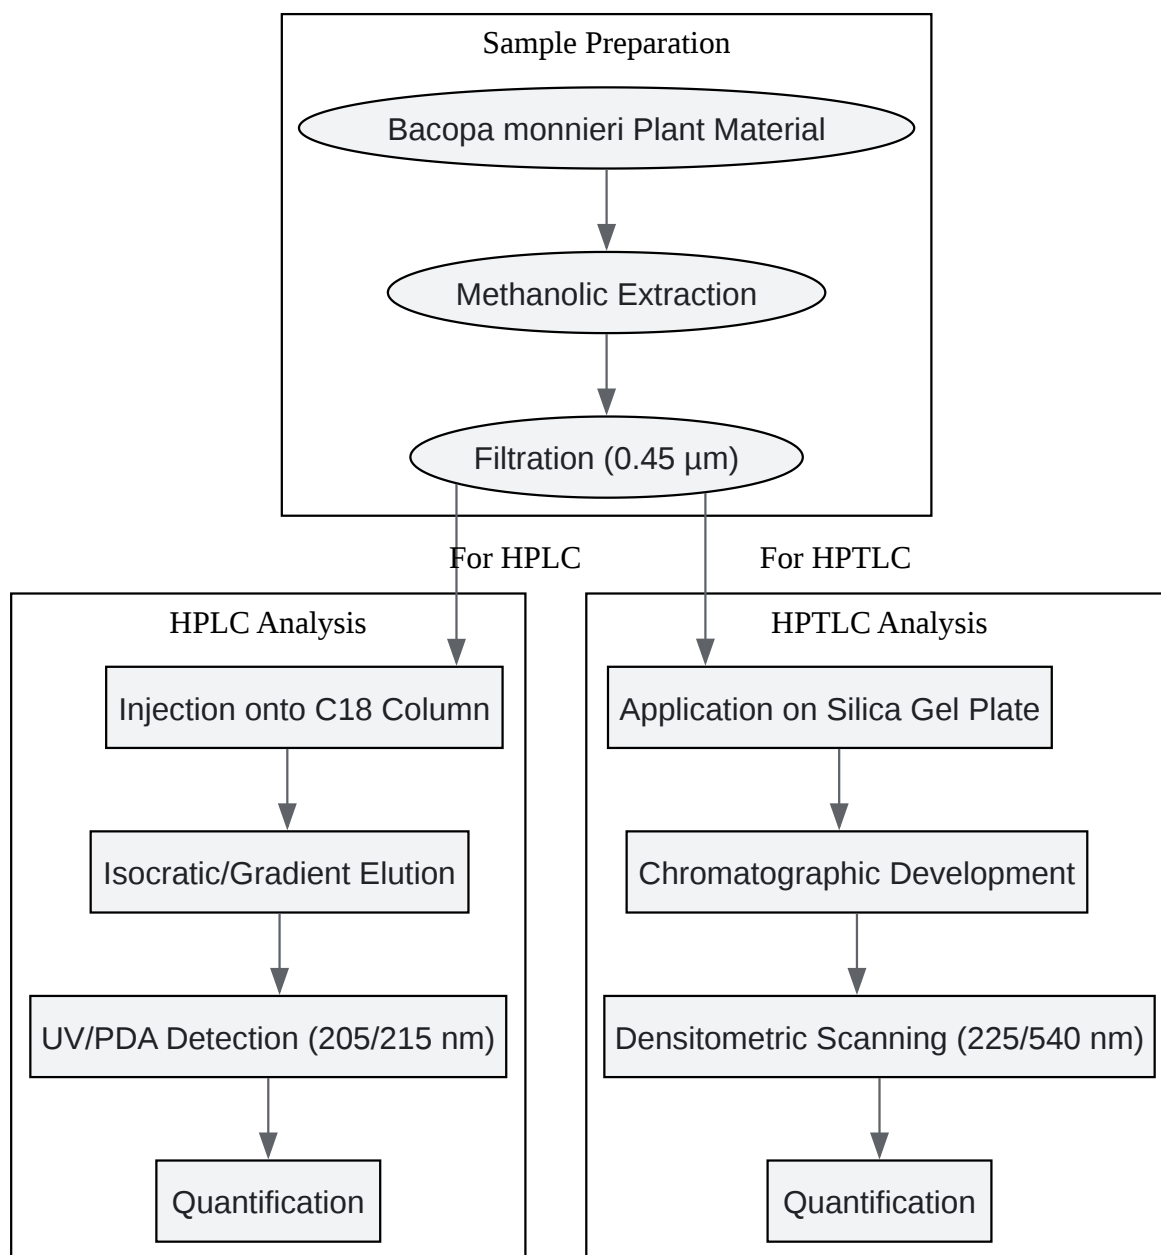 Sample Preparation
Bacopa monnieri Plant Material
Methanolic Extraction
Filtration (0.45 µm)
For HPLC
For HPTLC
HPLC Analysis
Injection onto C18 Column
Isocratic/Gradient Elution
UV/PDA Detection (205/215 nm)
Quantification
HPTLC Analysis
Application on Silica Gel Plate
Chromatographic Development
Densitometric Scanning (225/540 nm)
Quantification